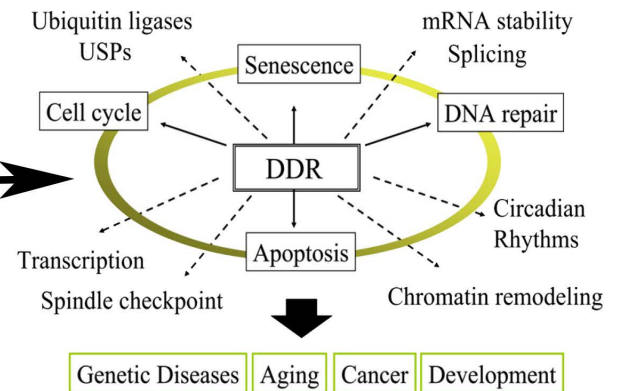 Ubiquitin ligases
USPs
mRNA stability
Splicing
Senescence
Cell cycle
DNA repair
DDR
Circadian
Rhythms
Apoptosis
Transcription
Spindle checkpoint
Chromatin remodeling
Genetic Diseases
Aging
Cancer
Development